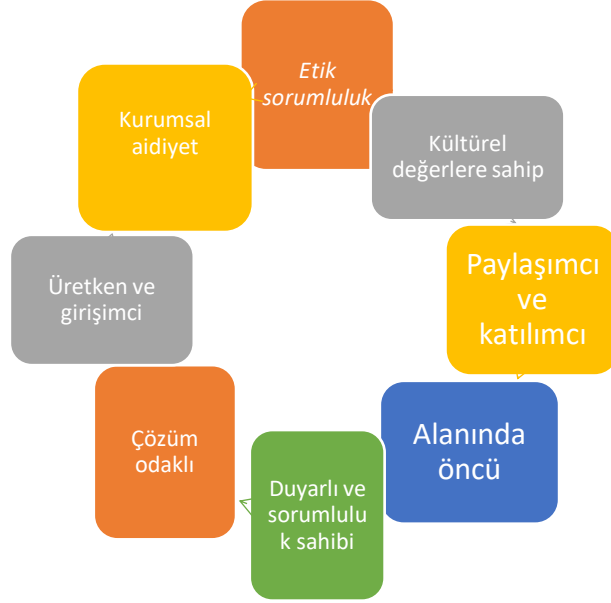 Etik
sorumluluk
Kültürel
değerlere sahip
Paylaşımcı
ve
katılımcı
Alanında
öncü
Duyarlı ve
sorumlulu
k sahibi
Çözüm
odaklı
Üretken ve
girişimci
Kurumsal
aidiyet